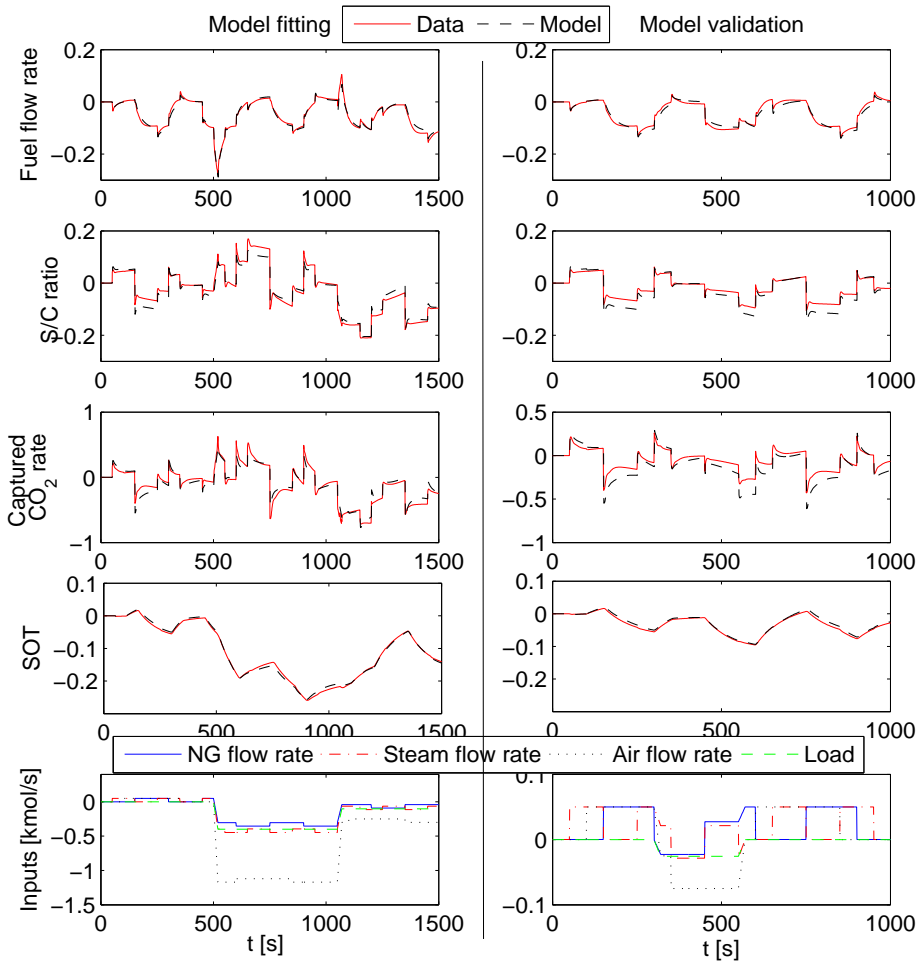 Model fitting Data Model Model validation
Fuel flow rate
0.2
0
−0.2
0 500 1000 1500
0.2
0
−0.2
0 500 1000
S/C ratio
0.2
0
−0.2
0 500 1000 1500
0.2
0
−0.2
0 500 1000
Captured
CO2
rate
1
0
−1
0 500 1000 1500
0.5
0
−0.5
−1
0 500 1000
SOT
0.1
0
−0.1
−0.2
0 500 1000 1500
0.1
0
−0.1
−0.2
0 500 1000
NG flow rate Steam flow rate Air flow rate Load
Inputs [kmol/s]
0
−0.5
−1
−1.5
0 500 1000 1500
t [s]
0.1
0
−0.1
0 500 1000
t [s]